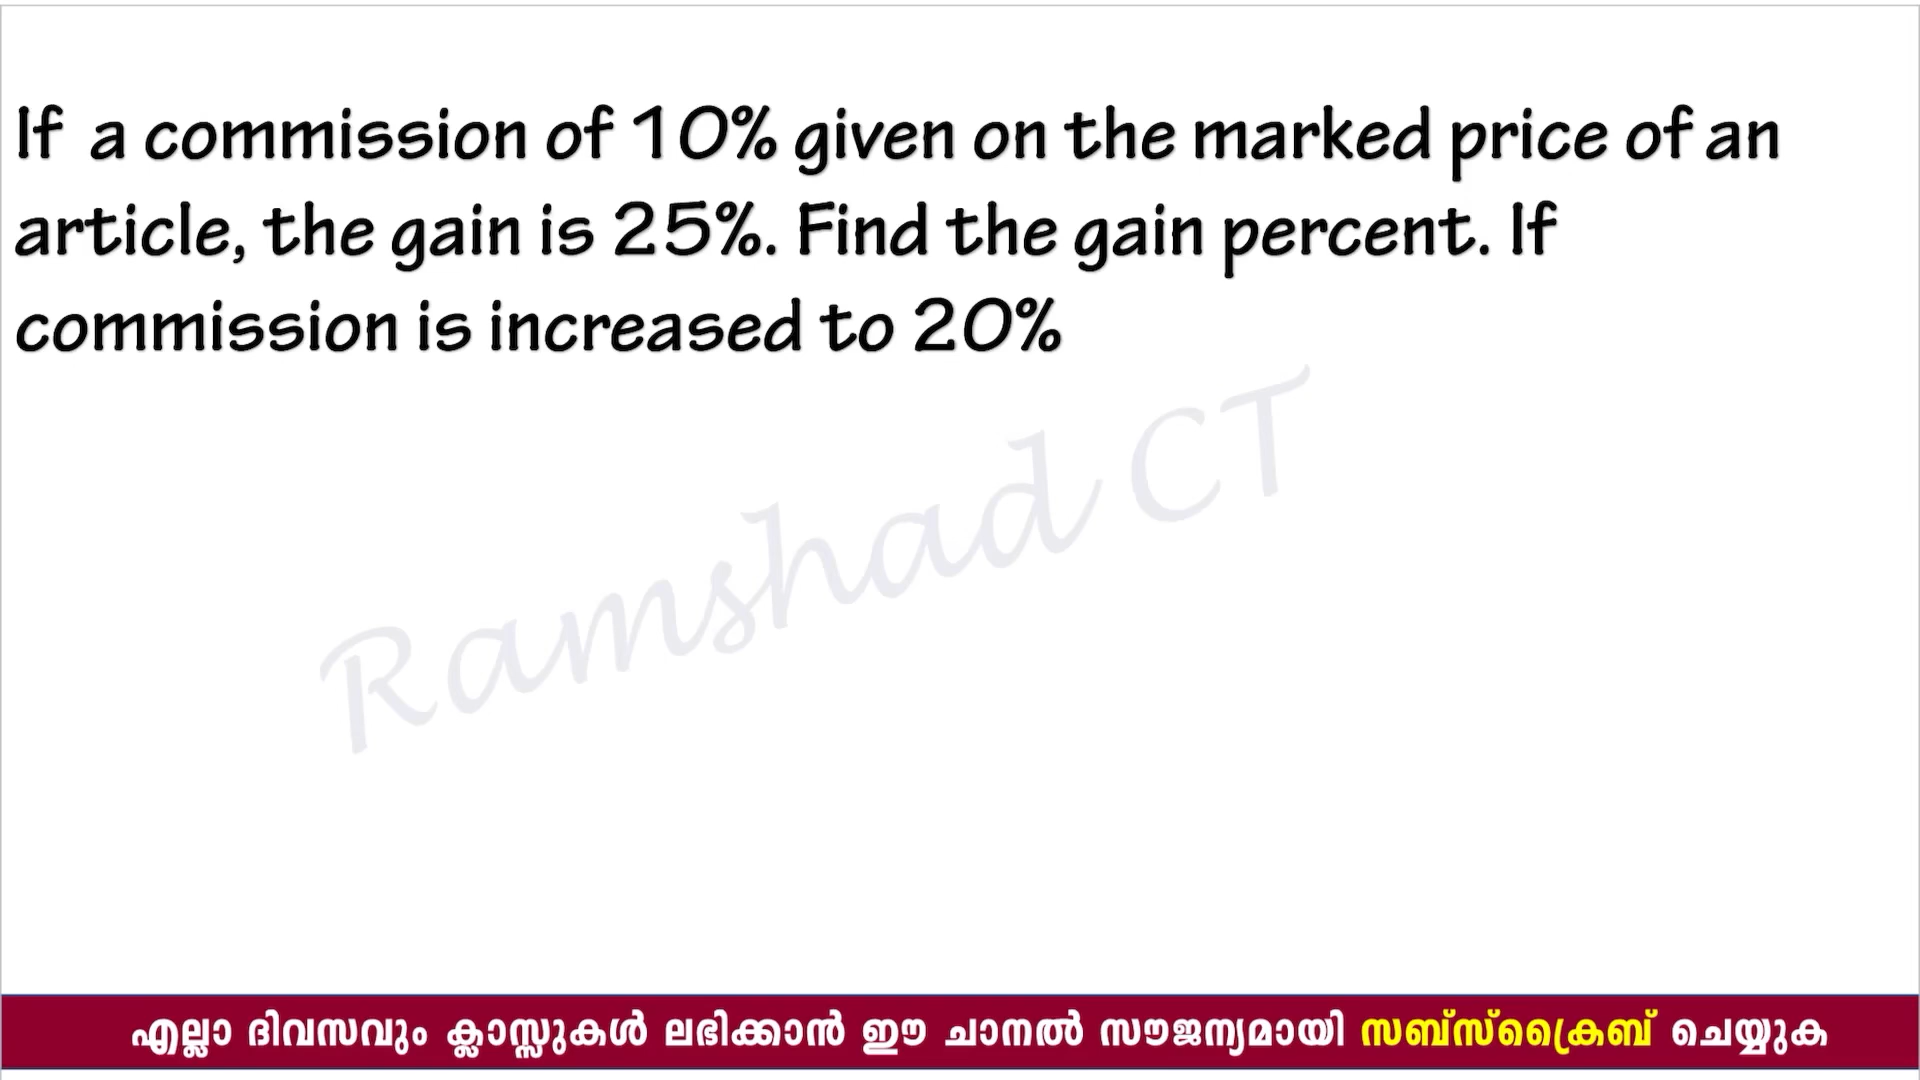 If a commission of 10% given on the marked price of an
article, the gain is 25%. Find the gain percent. If
commission is increased to 20%
Ramshad CT
എല്ലാ ദിവസവും ക്ലാസ്സുകൾ ലഭിക്കാൻ ഈ ചാനൽ സൗജന്യമായി സബ്സ്ക്രൈബ് ചെയ്യുക